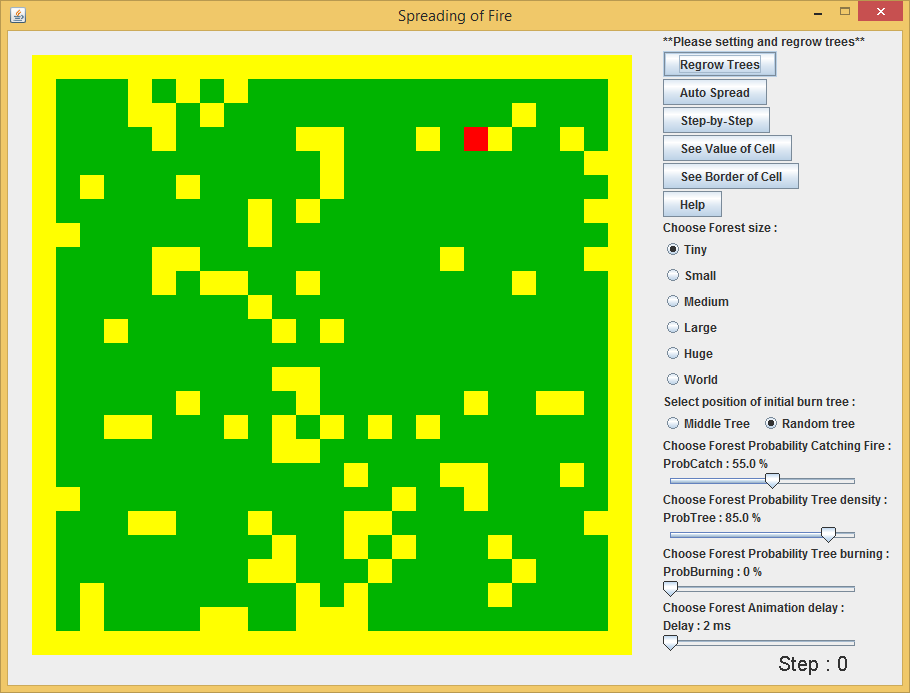 Spreading of Fire
**Please setting and regrow trees**
Regrow Trees
Auto Spread
Step-by-Step
See Value of Cell
See Border of Cell
Help
Choose Forest size :
Tiny
Small
Medium
Large
Huge
World
Select position of initial burn tree :
Middle Tree Random tree
Choose Forest Probability Catching Fire :
ProbCatch : 55.0 %
Choose Forest Probability Tree density :
ProbTree : 85.0 %
Choose Forest Probability Tree burning :
ProbBurning : 0 %
Choose Forest Animation delay :
Delay : 2 ms
Step : 0